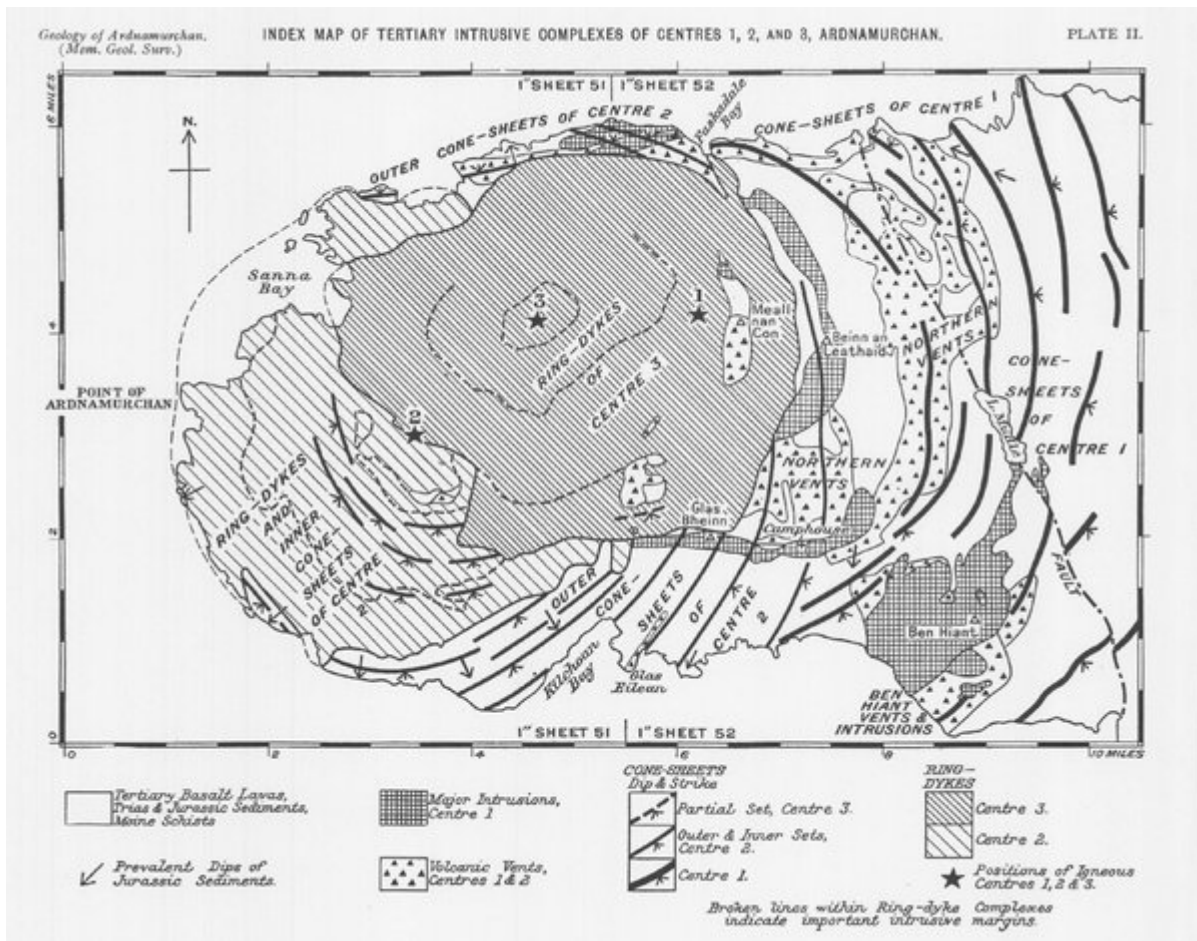 Geology of Ardnamurchan.
(Mem. Geol. Surv.)
INDEX MAP OF TERTIARY INTRUSIVE COMPLEXES OF CENTRES 1, 2, AND 3, ARDNAMURCHAN.
PLATE II.
6 MILES
1" SHEET 51
1" SHEET 52
N.
OUTER CONE-SHEETS OF CENTRE 2
Faskadale
Bay
CONE-SHEETS OF CENTRE 1
Sanna
Bay
3
1
Meall
nan
Con
Beinn an
Leathaid
NORTHERN
VENTS
4
RING-DYKES
OF
CENTRE 3
POINT OF
ARDNAMURCHAN
2
CONE-
SHEETS
OF
CENTRE 1
L. Mudle
NORTHERN
VENTS
RING-DYKES
AND
INNER
CONE-
SHEETS
OF CENTRE
2
Glas
Bheinn
Camphouse
2
OUTER
CONE-
SHEETS
OF
CENTRE
2
FAULT
Ben Hiant
Kilchoan
Bay
Glas
Eilean
BEN
HIANT
VENTS &
INTRUSIONS
0
1" SHEET 51
1" SHEET 52
0
2
4
6
8
10 MILES
Tertiary Basalt Lavas,
Trias & Jurassic Sediments,
Moine Schists
Prevalent Dips of
Jurassic Sediments.
Major Intrusions,
Centre 1
Volcanic Vents,
Centres 1 & 2
CONE-SHEETS
Dip & Strike
Partial Set, Centre 3.
Outer & Inner Sets,
Centre 2.
Centre 1.
RING-
DYKES
Centre 3.
Centre 2.
Positions of Igneous
Centres 1, 2 & 3.
Broken lines within Ring-dyke Complexes
indicate important intrusive margins.